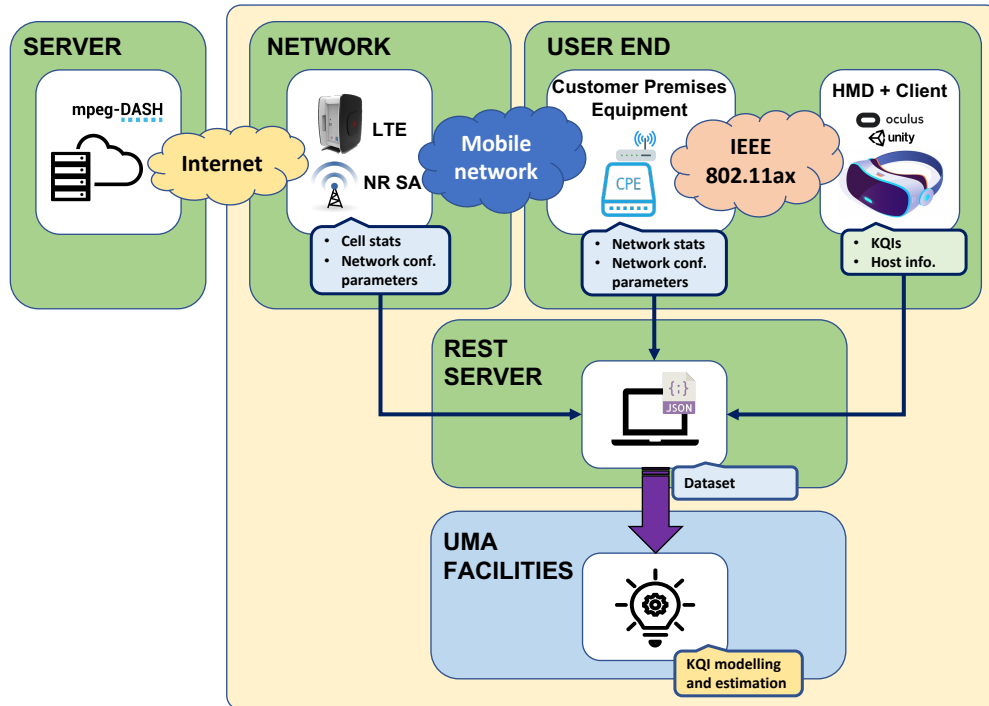 SERVER
mpeg-DASH
Internet
NETWORK
LTE
NR SA
• Cell stats
• Network conf.
parameters
Mobile
network
USER END
Customer Premises
Equipment
CPE
• Network stats
• Network conf.
parameters
IEEE
802.11ax
HMD + Client
oculus
unity
• KQIs
• Host info.
REST
SERVER
{;}
JSON
Dataset
UMA
FACILITIES
KQI modelling
and estimation